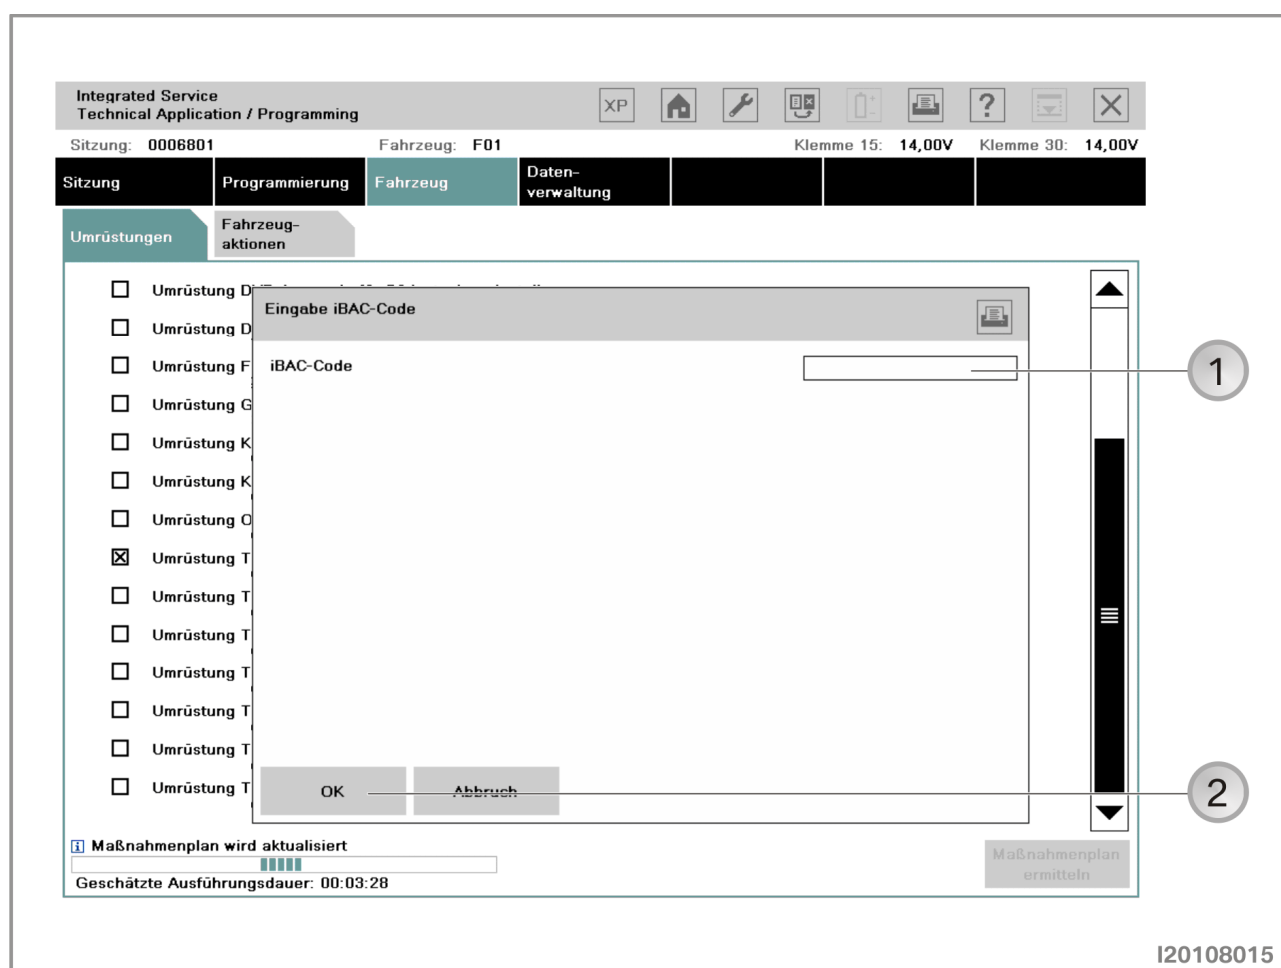 Integrated Service
Technical Application / Programming
XP
?
Sitzung: 0006801 Fahrzeug: F01 Klemme 15: 14,00V Klemme 30: 14,00V
Sitzung Programmierung Fahrzeug Daten-
verwaltung
Umrüstungen Fahrzeug-
aktionen
Umrüstung D
Eingabe iBAC-Code
Umrüstung D
Umrüstung F
iBAC-Code
1
Umrüstung G
Umrüstung K
Umrüstung K
Umrüstung O
Umrüstung T
Umrüstung T
Umrüstung T
Umrüstung T
Umrüstung T
Umrüstung T
Umrüstung T
OK Abbruch
2
i Maßnahmenplan wird aktualisiert
Geschätzte Ausführungsdauer: 00:03:28
Maßnahmenplan
ermitteln
I20108015